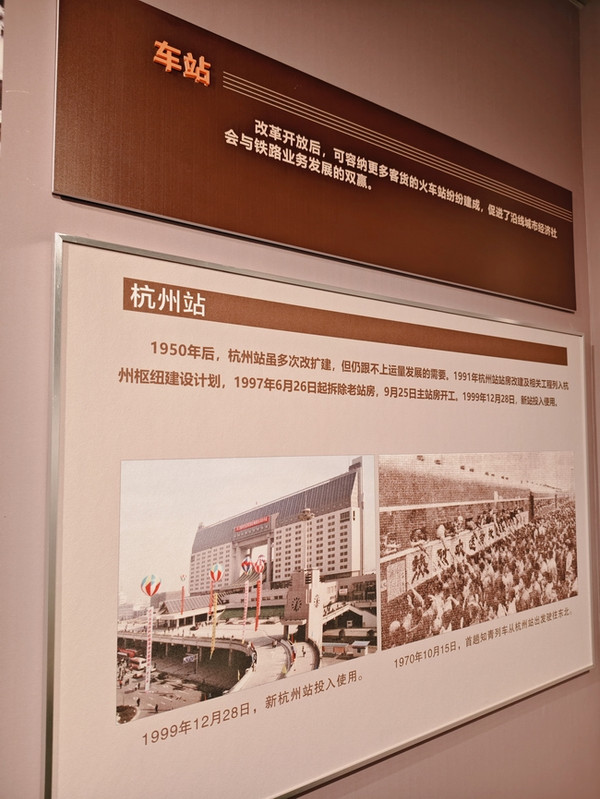 车站
改革开放后，可容纳更多客货的火车站纷纷建成，促进了沿线城市经济社
会与铁路业务发展的双赢。
杭州站
1950年后，杭州站虽多次改扩建，但仍跟不上运量发展的需要。1991年杭州站站房改建及相关工程列入杭
州枢纽建设计划，1997年6月26日起拆除老站房，9月25日主站房开工。1999年12月28日，新站投入使用。
1999年12月28日，新杭州站投入使用。
1970年10月15日，首趟知青列车从杭州站出发驶往东北。